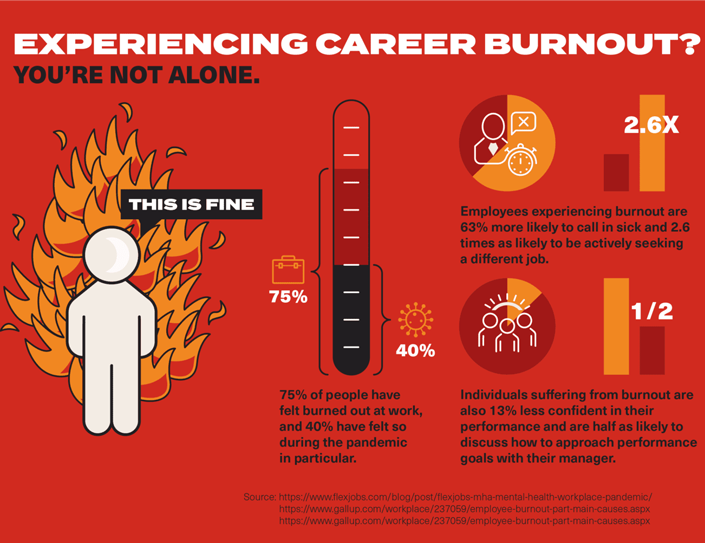 EXPERIENCING CAREER BURNOUT?
YOU'RE NOT ALONE.
THIS IS FINE
75%
40%
75% of people have
felt burned out at work,
and 40% have felt so
during the pandemic
in particular.
2.6X
Employees experiencing burnout are
63% more likely to call in sick and 2.6
times as likely to be actively seeking
a different job.
1/2
Individuals suffering from burnout are
also 13% less confident in their
performance and are half as likely to
discuss how to approach performance
goals with their manager.
Source: https://www.flexjobs.com/blog/post/flexjobs-mha-mental-health-workplace-pandemic/
https://www.gallup.com/workplace/237059/employee-burnout-part-main-causes.aspx
https://www.gallup.com/workplace/237059/employee-burnout-part-main-causes.aspx